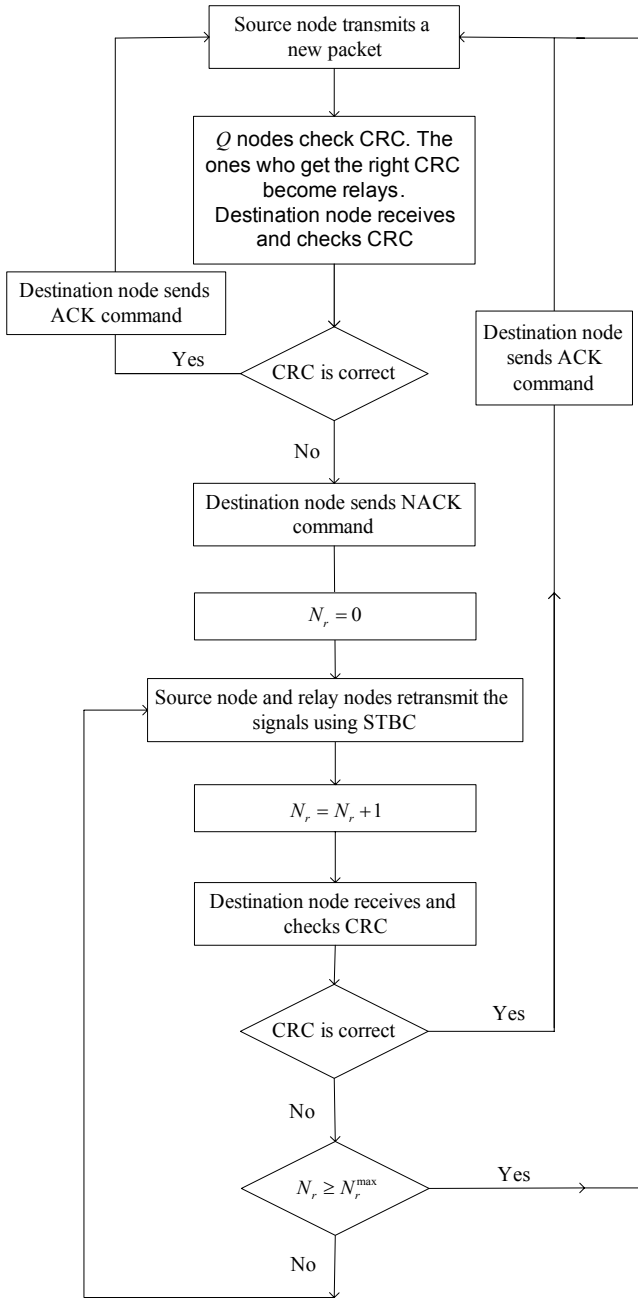 Source node transmits a
new packet
Q nodes check CRC. The
ones who get the right CRC
become relays.
Destination node receives
and checks CRC
Destination node sends
ACK command
Yes
CRC is correct
Destination node
sends ACK
command
No
Destination node sends NACK
command
N_r = 0
Source node and relay nodes retransmit the
signals using STBC
N_r = N_r + 1
Destination node receives and
checks CRC
CRC is correct
Yes
No
N_r ≥ N_r^max
Yes
No